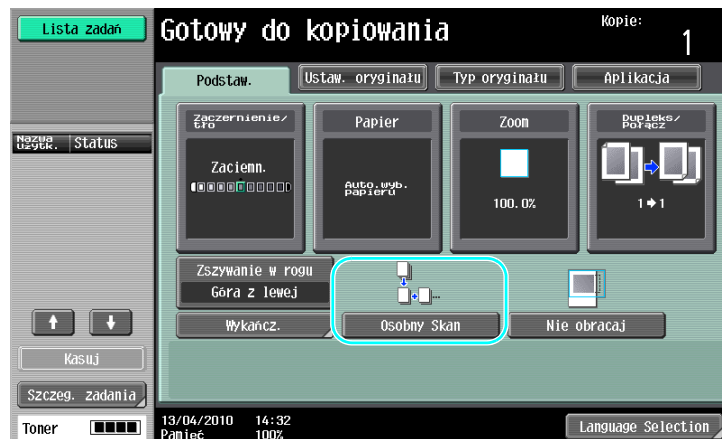 Lista zadań
Gotowy do kopiowania
Kopie:
1
Podstaw.
Ustaw. oryginału
Typ oryginału
Aplikacja
Nazwa
użytk.
Status
Zaczernienie/
tło
Papier
Zoom
Dupleks/
Połącz
Zaciemn.
Auto.wyb.
papieru
100.0%
1➔1
Zszywanie w rogu
Góra z lewej
Wykańcz.
Osobny Skan
Nie obracaj
Kasuj
Szczeg. zadania
Toner
13/04/2010 14:32
Pamięć 100%
Language Selection